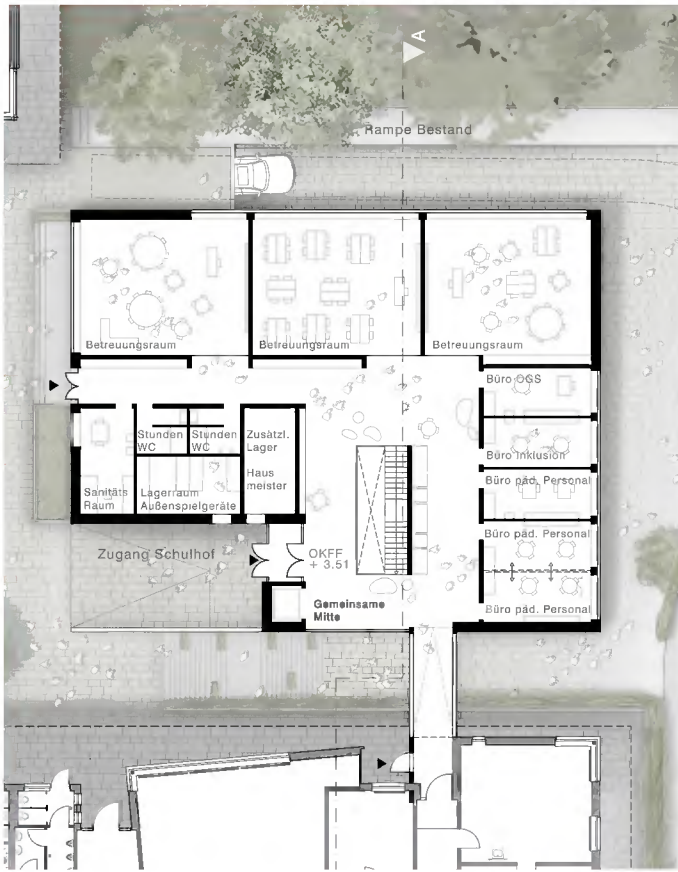 A
Rampe Bestand
Betreuungsraum
Betreuungsraum
Betreuungsraum
Büro OGS
Stunden
WC
Stunden
WC
Zusätzl.
Lager
Haus
meister
Büro Inklusion
Sanitäts
Raum
Lagerraum
Außenspielgeräte
Büro päd. Personal
Büro päd. Personal
Zugang Schulhof
OKFF
+ 3.51
Gemeinsame
Mitte
Büro päd. Personal